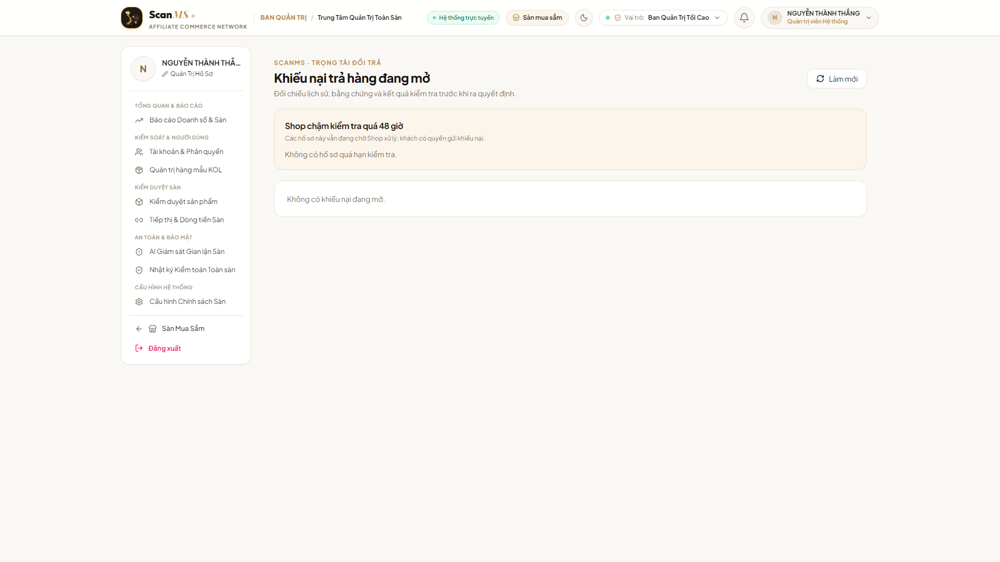 ScanMS
AFFILIATE COMMERCE NETWORK
BAN QUẢN TRỊ / Trung Tâm Quản Trị Toàn Sàn
Hệ thống trực tuyến
Sàn mua sắm
Vai trò: Ban Quản Trị Tối Cao
N
NGUYỄN THÀNH THẮNG
Quản trị viên Hệ thống
N
NGUYỄN THÀNH THẮ...
Quản Trị Hồ Sơ
TỔNG QUAN & BÁO CÁO
Báo cáo Doanh số & Sàn
KIỂM SOÁT & NGƯỜI DÙNG
Tài khoản & Phân quyền
Quản trị hàng mẫu KOL
KIỂM DUYỆT SÀN
Kiểm duyệt sản phẩm
Tiếp thị & Dòng tiền Sàn
AN TOÀN & BẢO MẬT
AI Giám sát Gian lận Sàn
Nhật ký Kiểm toán Toàn sàn
CẤU HÌNH HỆ THỐNG
Cấu hình Chính sách Sàn
Sàn Mua Sắm
Đăng xuất
SCANMS · TRỌNG TÀI ĐỔI TRẢ
Khiếu nại trả hàng đang mở
Đối chiếu lịch sử, bằng chứng và kết quả kiểm tra trước khi ra quyết định.
Làm mới
Shop chậm kiểm tra quá 48 giờ
Các hồ sơ này vẫn đang chờ Shop xử lý; khách có quyền gửi khiếu nại.
Không có hồ sơ quá hạn kiểm tra.
Không có khiếu nại đang mở.